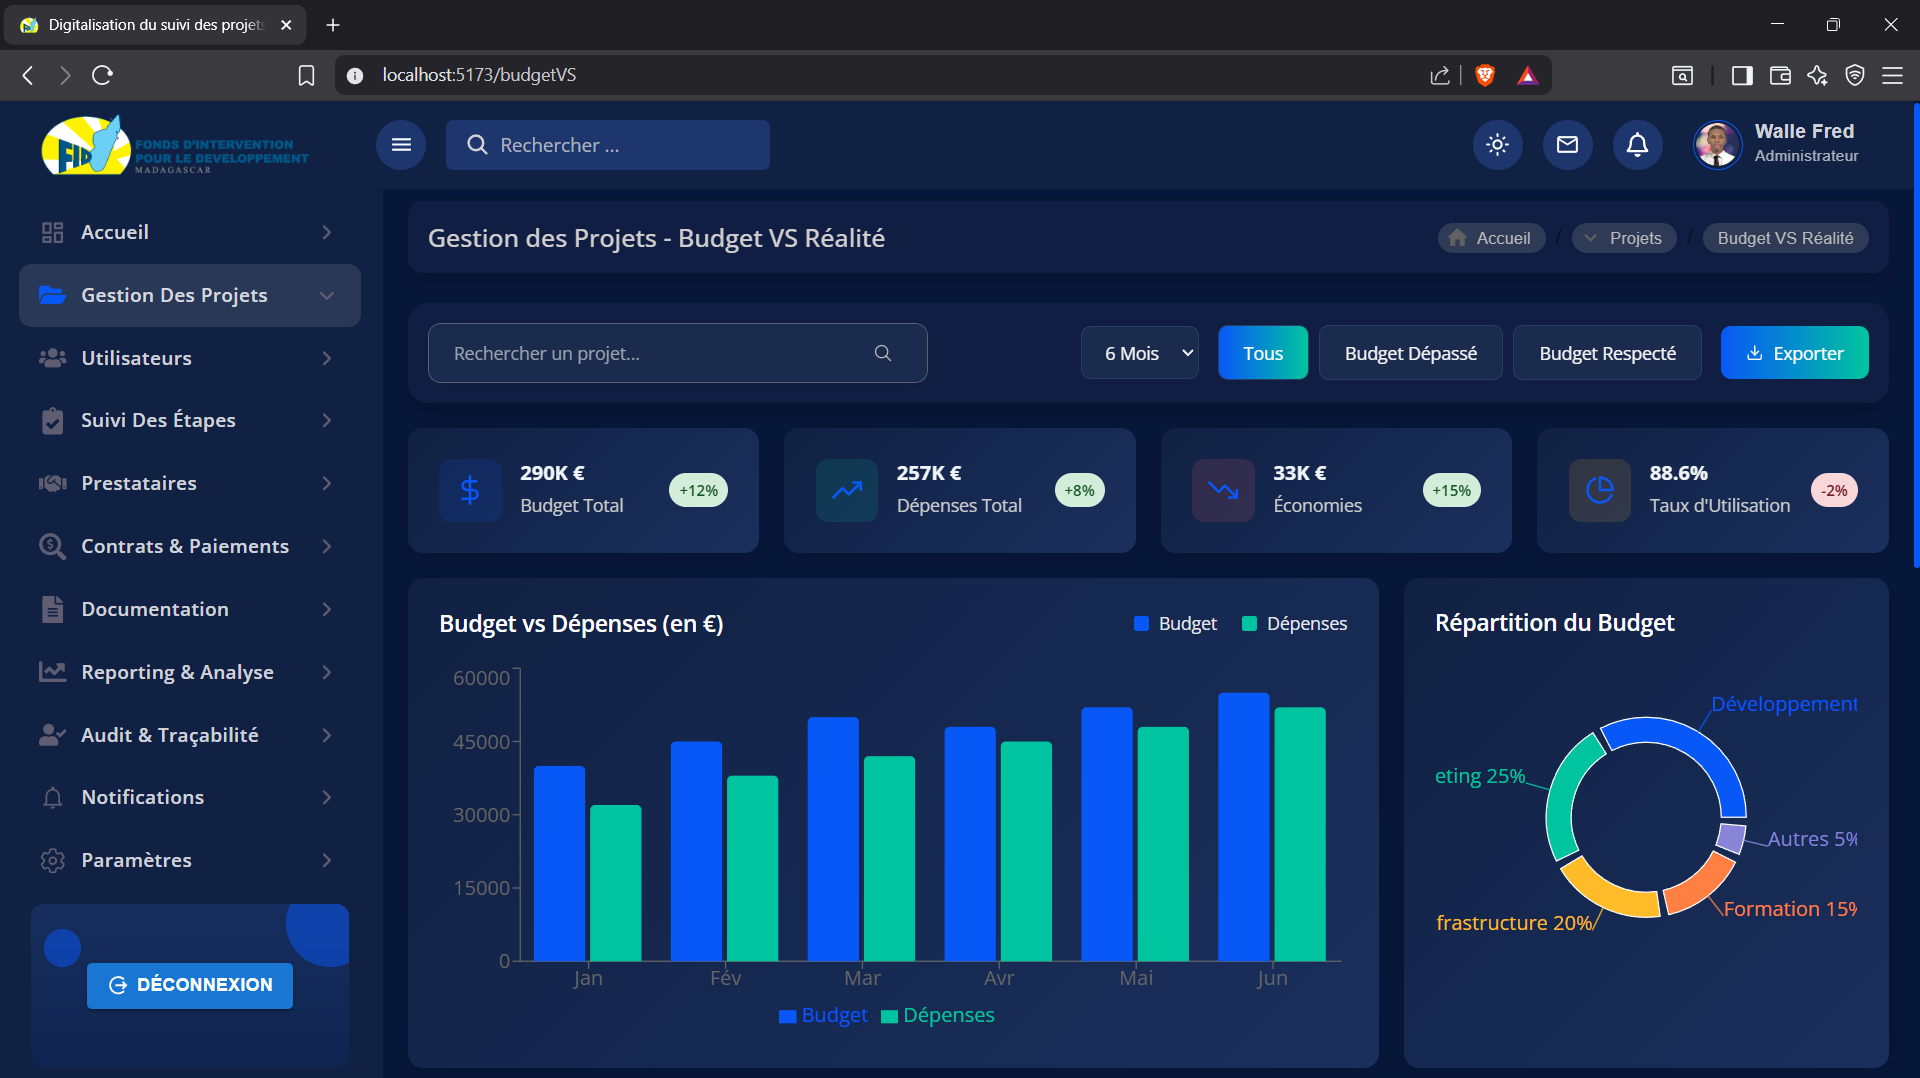 Digitalisation du suivi des projets
localhost:5173/budgetVS
FID
FONDS D'INTERVENTION
POUR LE DEVELOPPEMENT
MADAGASCAR
Rechercher ...
Walle Fred
Administrateur
Accueil
Gestion Des Projets
Utilisateurs
Suivi Des Étapes
Prestataires
Contrats & Paiements
Documentation
Reporting & Analyse
Audit & Traçabilité
Notifications
Paramètres
DÉCONNEXION
Gestion des Projets - Budget VS Réalité
Accueil / Projets / Budget VS Réalité
Rechercher un projet...
6 Mois
Tous
Budget Dépassé
Budget Respecté
Exporter
290K €
Budget Total
+12%
257K €
Dépenses Total
+8%
33K €
Économies
+15%
88.6%
Taux d'Utilisation
-2%
Budget vs Dépenses (en €)
Budget Dépenses
60000
45000
30000
15000
0
Jan Fév Mar Avr Mai Jun
Budget Dépenses
Répartition du Budget
Développement
eting 25%
Autres 5%
Formation 15%
frastructure 20%